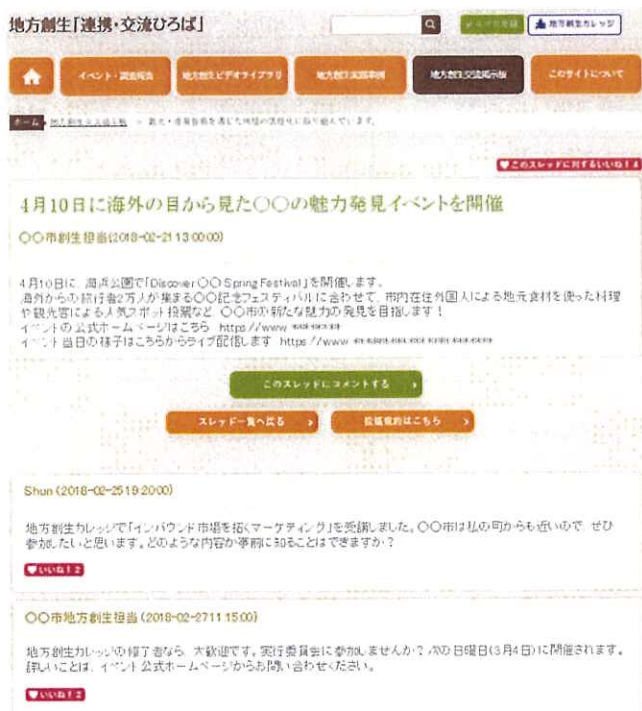 地方創生「連携・交流ひろば」
地方創生カレッジ
イベント・調査報告
地方創生ビデオライブラリ
地方創生実践事例
地方創生交流掲示板
このサイトについて
ホーム
このスレッドに対するいいね！4
4月10日に海外の目から見た〇〇の魅力発見イベントを開催
〇〇市創生担当(2018-02-21 13:00:00)
4月10日に、海浜公園で「Discover〇〇Spring Festival」を開催します。
海外からの旅行者2万人が集まる〇〇記念フェスティバルに合わせて、市内在住外国人による地元食材を使った料理
や観光客による人気スポット投票など、〇〇市の新たな魅力の発見を目指します！
イベントの公式ホームページはこちら https://www.********
イベント当日の様子はこちらからライブ配信します https://www.
このスレッドにコメントする
スレッド一覧へ戻る
投稿規約はこちら
Shun (2018-02-25 19:20:00)
地方創生カレッジで「インバウンド市場を拓くマーケティング」を受講しました。〇〇市は私の町からも近いので、ぜひ
参加したいと思います。どのような内容か事前に知ることはできますか？
いいね！2
〇〇市地方創生担当 (2018-02-27 11:15:00)
地方創生カレッジの修了者なら、大歓迎です。実行委員会に参加しませんか？次の日曜日(3月4日)に開催されます。
詳しいことは、イベント公式ホームページからお問い合わせください。
いいね！2